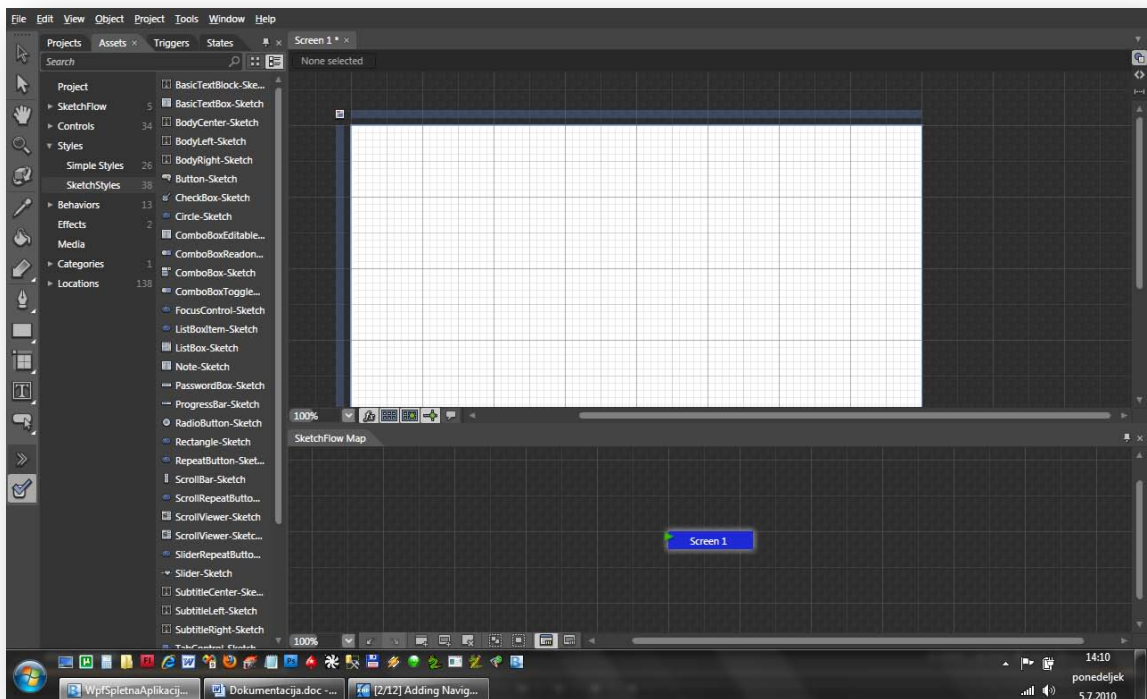 File Edit View Object Project Tools Window Help
Projects Assets × Triggers States
Screen 1* ×
Search
None selected
Project
SketchFlow 5
Controls 34
Styles
Simple Styles 26
SketchStyles 38
Behaviors 13
Effects 2
Media
Categories 1
Locations 138
BasicTextBlock-Ske...
BasicTextBox-Sketch
BodyCenter-Sketch
BodyLeft-Sketch
BodyRight-Sketch
Button-Sketch
CheckBox-Sketch
Circle-Sketch
ComboBoxEditable...
ComboBoxReadon...
ComboBox-Sketch
ComboBoxToggle...
FocusControl-Sketch
ListBoxItem-Sketch
ListBox-Sketch
Note-Sketch
PasswordBox-Sketch
ProgressBar-Sketch
RadioButton-Sketch
Rectangle-Sketch
RepeatButton-Sket...
ScrollBar-Sketch
ScrollRepeatButto...
ScrollViewer-Sketch
ScrollViewer-Sketc...
SliderRepeatButto...
Slider-Sketch
SubtitleCenter-Ske...
SubtitleLeft-Sketch
SubtitleRight-Sketch
TabControl-Sketch
100%
SketchFlow Map
Screen 1
100%
WpfSpletnaAplikacij...
Dokumentacija.doc -...
[2/12] Adding Navig...
14:10
ponedeljek
5.7.2010